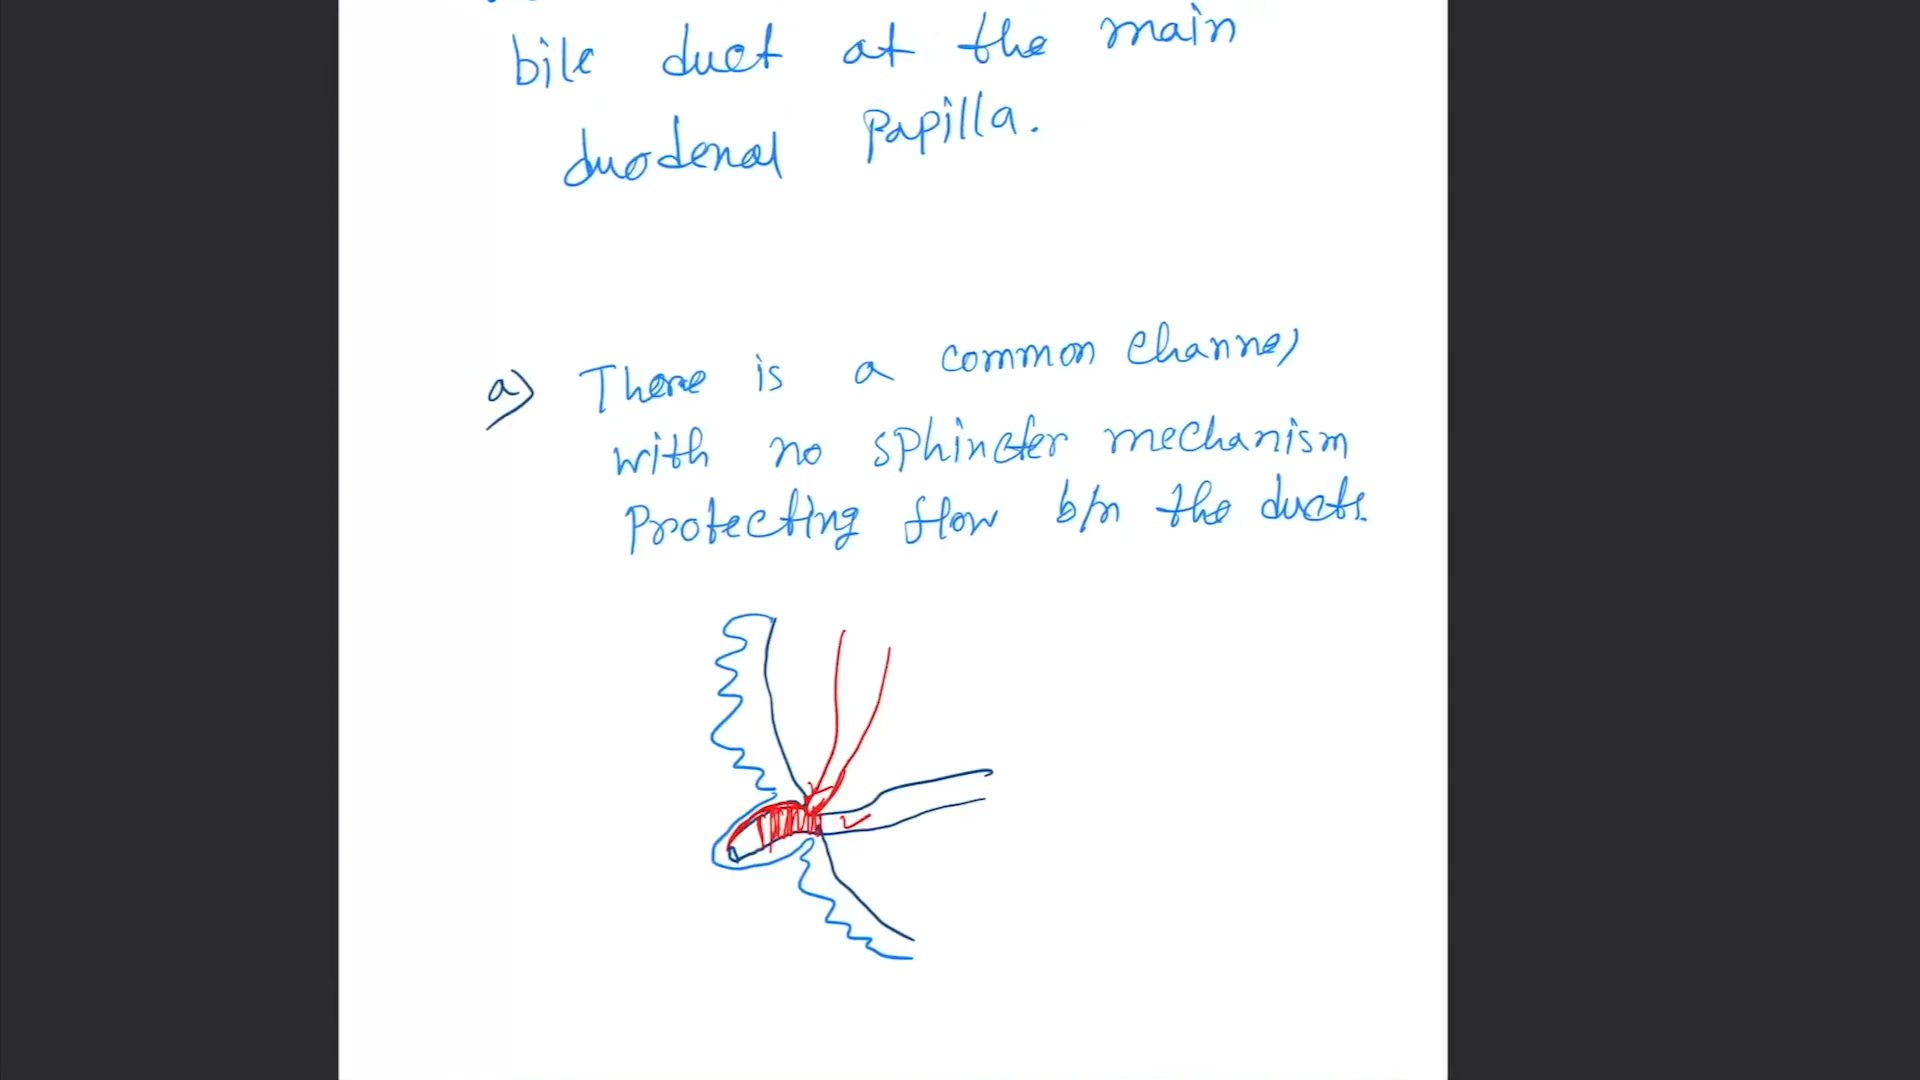 bile duct at the main
duodenal papilla.
a) There is a common channel
with no sphincter mechanism
protecting flow b/n the ducts.